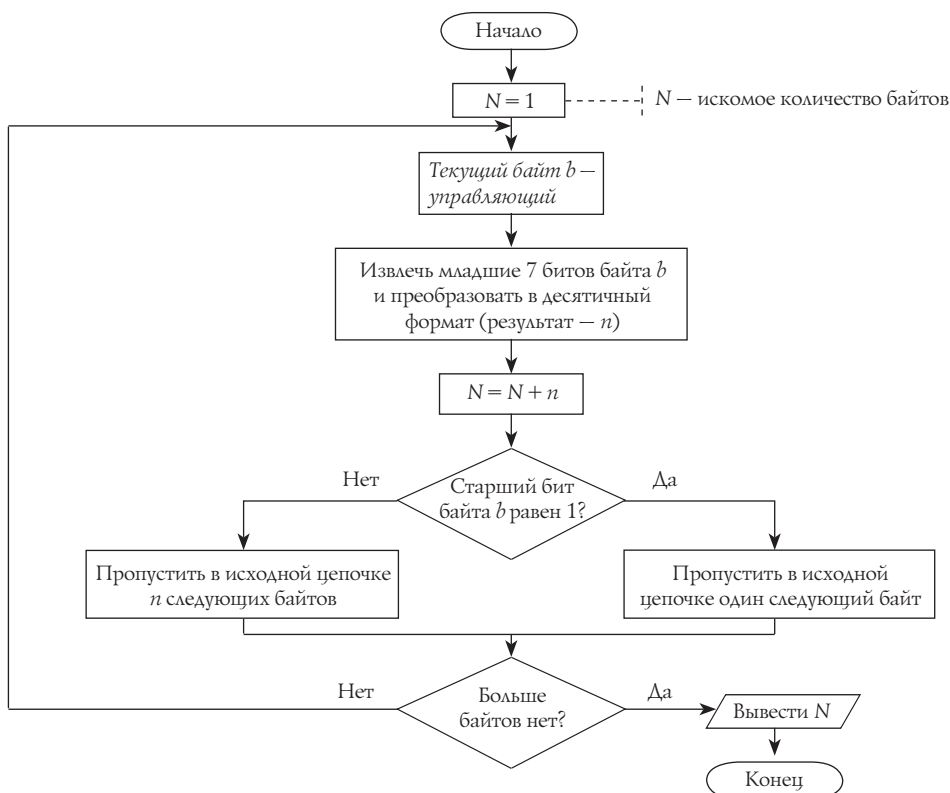 Начало
N = 1
N — искомое количество байтов
Текущий байт b —
управляющий
Извлечь младшие 7 битов байта b
и преобразовать в десятичный
формат (результат — n)
N = N + n
Нет
Старший бит
байта b равен 1?
Да
Пропустить в исходной цепочке
n следующих байтов
Пропустить в исходной
цепочке один следующий байт
Нет
Больше
байтов нет?
Да
Вывести N
Конец